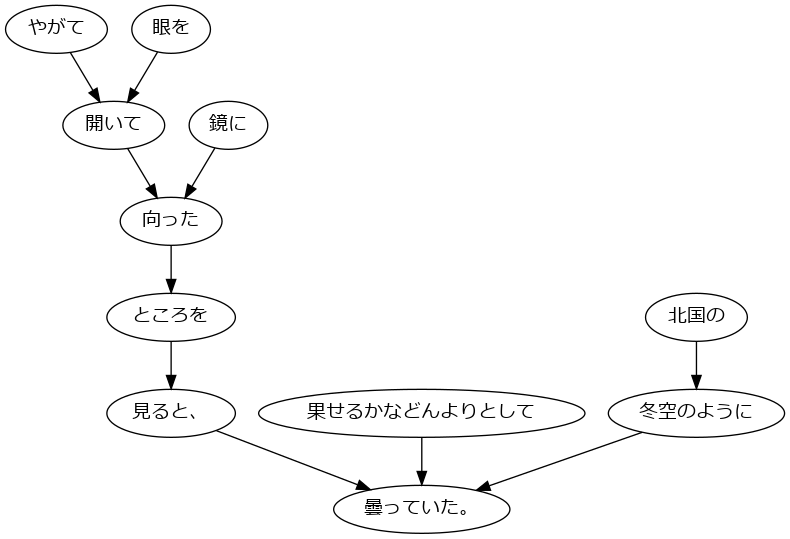 やがて
眼を
開いて
鏡に
向った
ところを
北国の
見ると、
果せるかなどんよりとして
冬空のように
曇っていた。